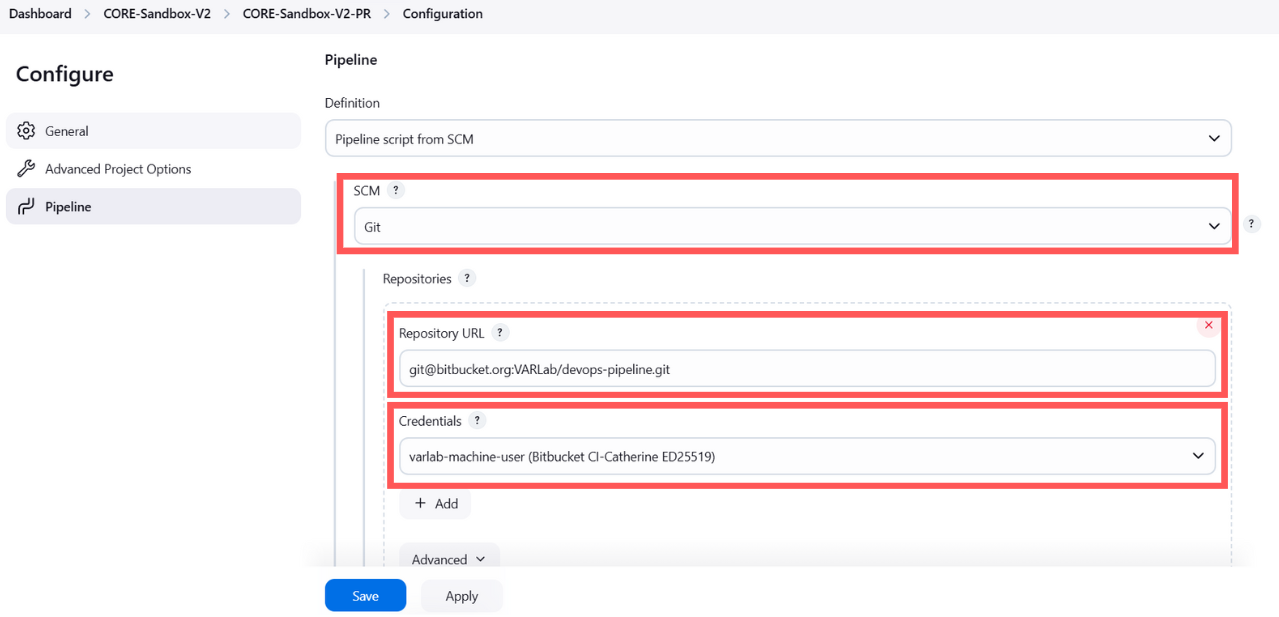 Dashboard > CORE-Sandbox-V2 > CORE-Sandbox-V2-PR > Configuration
Configure
General
Advanced Project Options
Pipeline
Pipeline
Definition
Pipeline script from SCM
SCM ?
Git
?
Repositories ?
Repository URL ?
git@bitbucket.org:VARLab/devops-pipeline.git
Credentials ?
varlab-machine-user (Bitbucket CI-Catherine ED25519)
+ Add
Advanced
Save
Apply